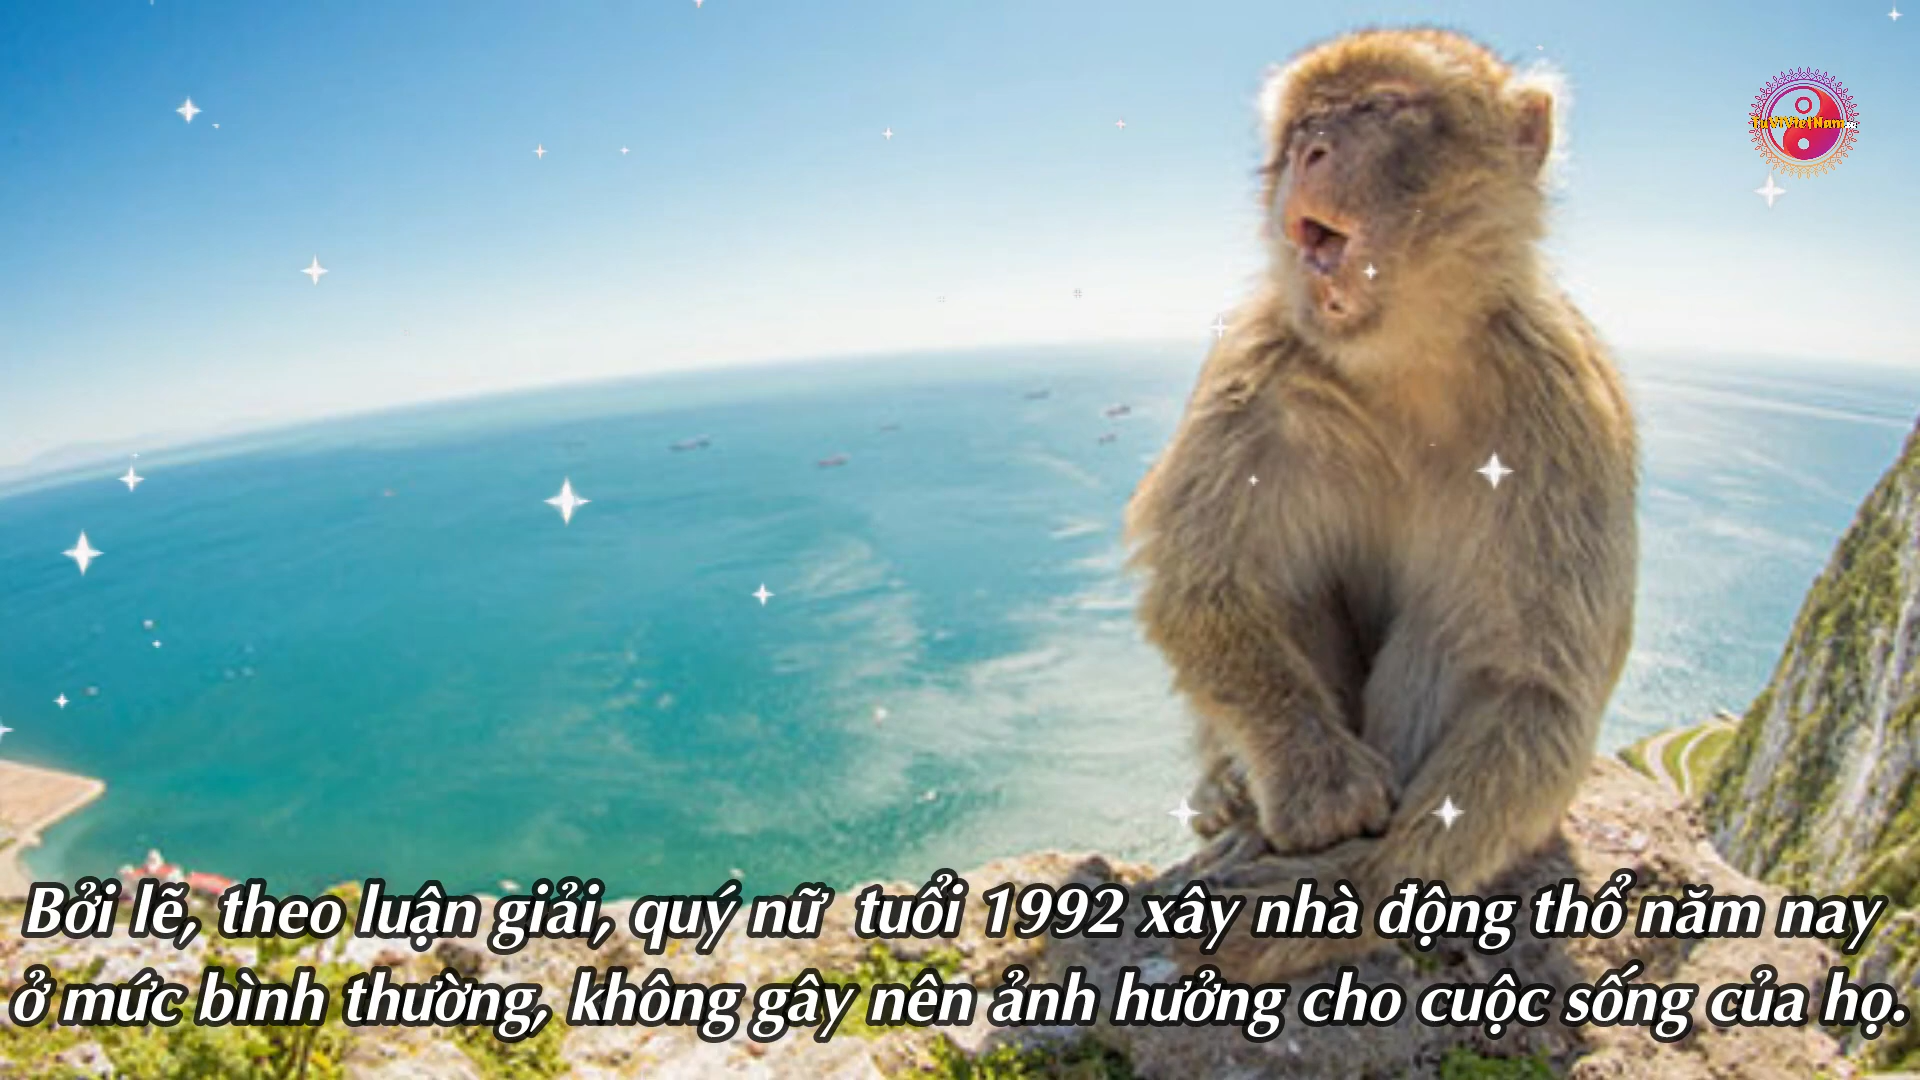 TuViVietNam
Bởi lẽ, theo luận giải, quý nữ tuổi 1992 xây nhà động thổ năm nay
ở mức bình thường, không gây nên ảnh hưởng cho cuộc sống của họ.